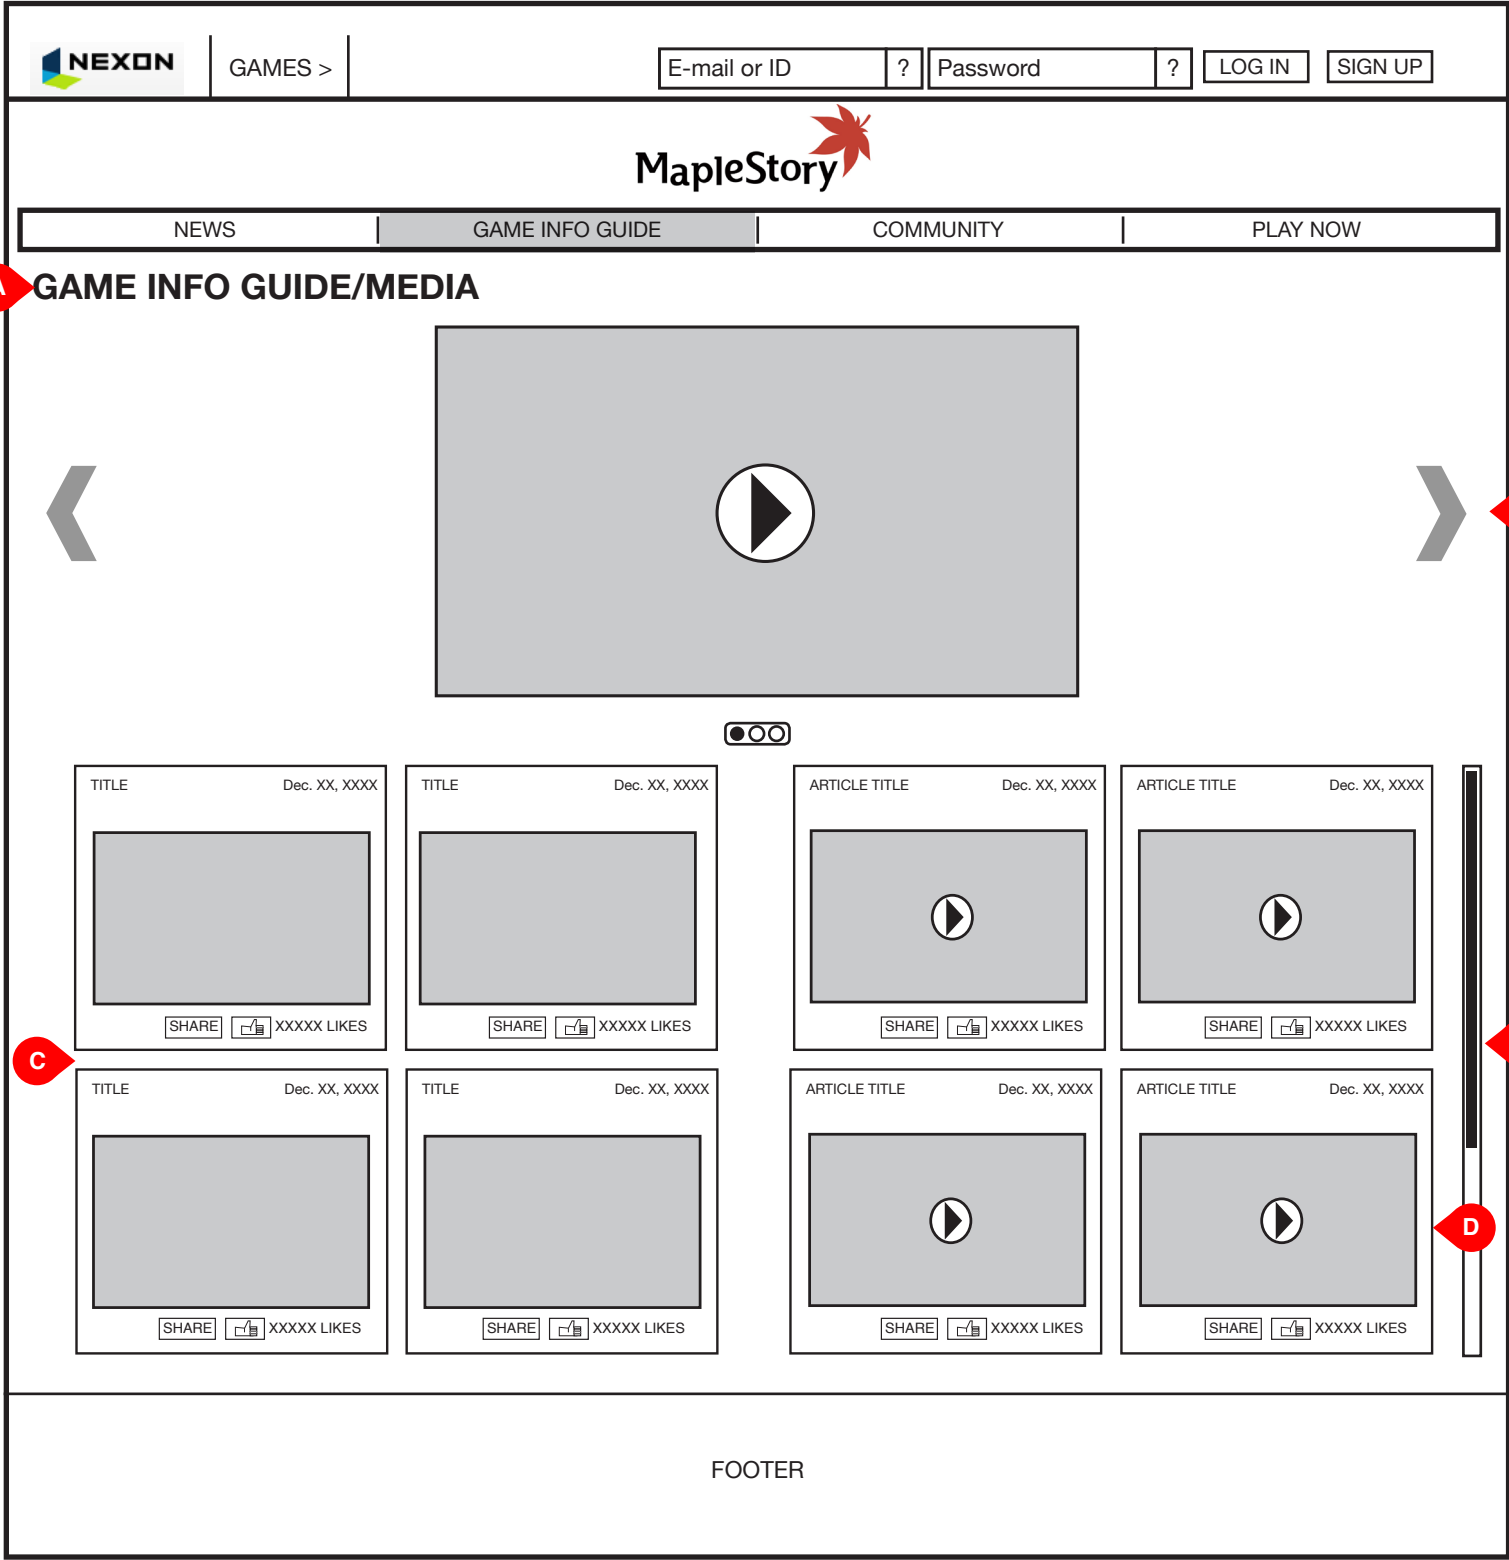 NEXON
GAMES >
E-mail or ID ? Password ? LOG IN SIGN UP
MapleStory
NEWS GAME INFO GUIDE COMMUNITY PLAY NOW
GAME INFO GUIDE/MEDIA
TITLE Dec. XX, XXXX TITLE Dec. XX, XXXX ARTICLE TITLE Dec. XX, XXXX ARTICLE TITLE Dec. XX, XXXX
SHARE XXXXX LIKES SHARE XXXXX LIKES SHARE XXXXX LIKES SHARE XXXXX LIKES
C
TITLE Dec. XX, XXXX TITLE Dec. XX, XXXX ARTICLE TITLE Dec. XX, XXXX ARTICLE TITLE Dec. XX, XXXX
D
SHARE XXXXX LIKES SHARE XXXXX LIKES SHARE XXXXX LIKES SHARE XXXXX LIKES
FOOTER